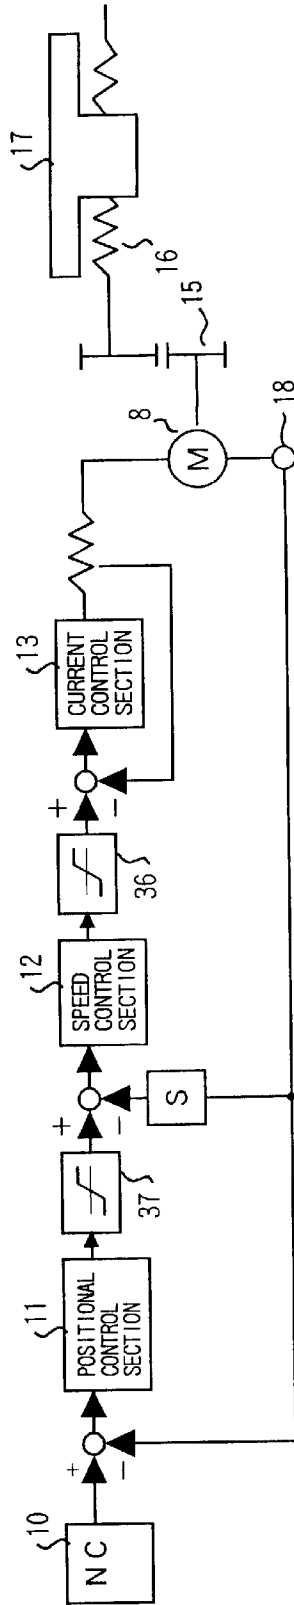 10
N C
+
−
11
POSITIONAL
CONTROL
SECTION
37
+
−
S
12
SPEED
CONTROL
SECTION
36
+
−
13
CURRENT
CONTROL
SECTION
8
M
18
15
16
17